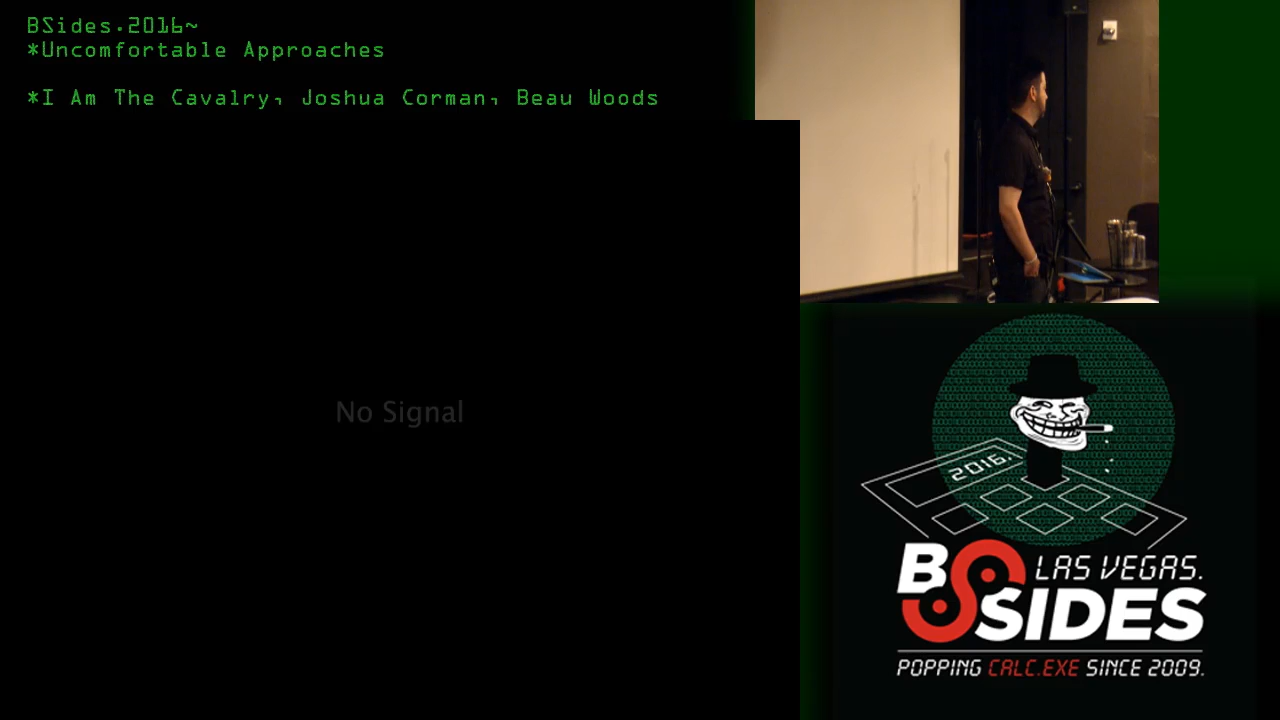 BSides.2016~
*Uncomfortable Approaches
*I Am The Cavalry, Joshua Corman, Beau Woods
No Signal
2016.
BSIDES
LAS VEGAS.
POPPING CALC.EXE SINCE 2009.